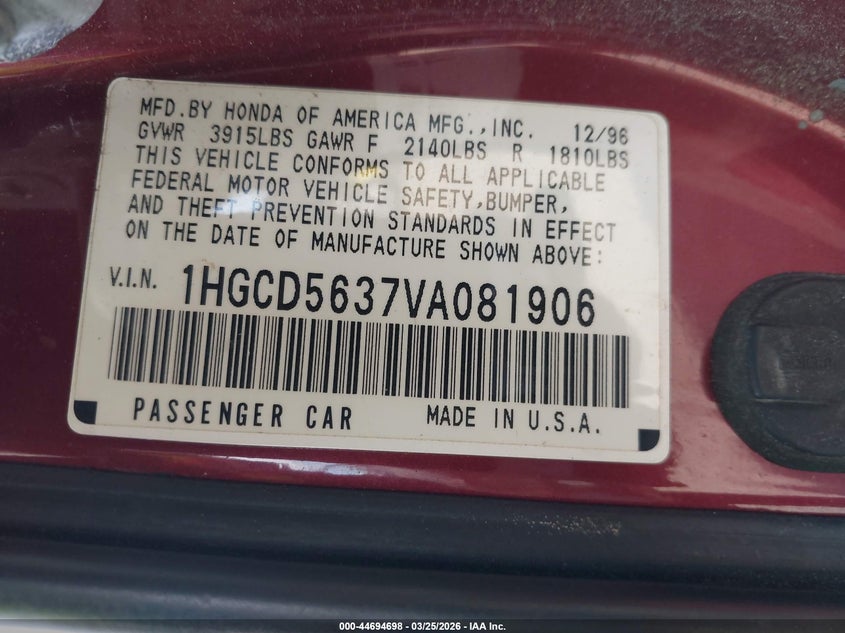 MFD.BY HONDA OF AMERICA MFG.,INC. 12/96
GVWR 3915LBS GAWR F 2140LBS R 1810LBS
THIS VEHICLE CONFORMS TO ALL APPLICABLE
FEDERAL MOTOR VEHICLE SAFETY,BUMPER,
AND THEFT PREVENTION STANDARDS IN EFFECT
ON THE DATE OF MANUFACTURE SHOWN ABOVE:
V.I.N. 1HGCD5637VA081906
PASSENGER CAR MADE IN U.S.A.
000-44694698 - 03/25/2026 - IAA Inc.